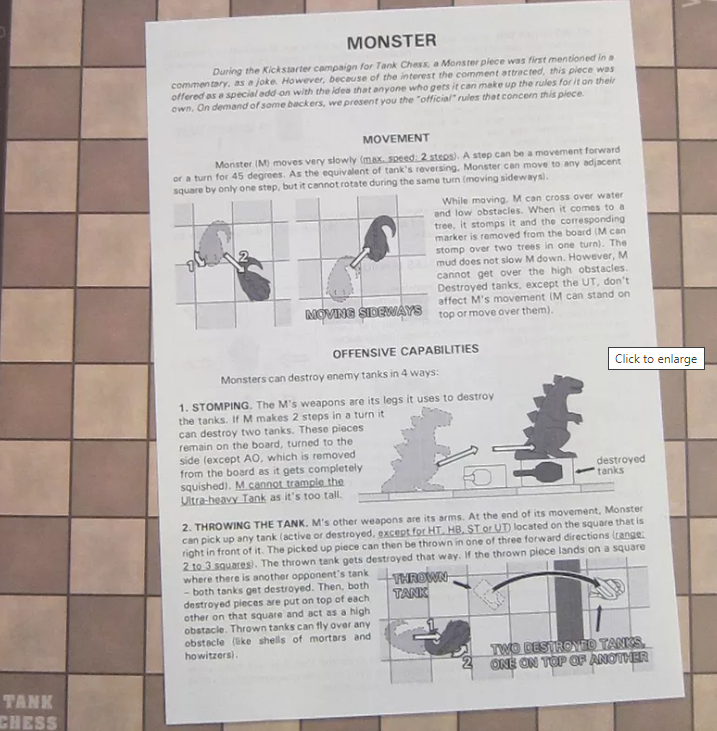 MONSTER
During the Kickstarter campaign for Tank Chess, a Monster piece was first mentioned in a
commentary, as a joke. However, because of the interest the comment attracted, this piece was
offered as a special add-on with the idea that anyone who gets it can make up the rules for it on their
own. On demand of some backers, we present you the "official" rules that concern this piece.
MOVEMENT
Monster (M) moves very slowly (max. speed: 2 steps). A step can be a movement forward
or a turn for 45 degrees. As the equivalent of tank's reversing, Monster can move to any adjacent
square by only one step, but it cannot rotate during the same turn (moving sideways).
While moving, M can cross over water
and low obstacles. When it comes to a
tree, it stomps it and the corresponding
marker is removed from the board (M can
stomp over two trees in one turn). The
mud does not slow M down. However, M
cannot get over the high obstacles.
Destroyed tanks, except the UT, don't
affect M's movement (M can stand on
top or move over them).
1
2
MOVING SIDEWAYS
OFFENSIVE CAPABILITIES
Click to enlarge
Monsters can destroy enemy tanks in 4 ways:
1. STOMPING. The M's weapons are its legs it uses to destroy
the tanks. If M makes 2 steps in a turn it
can destroy two tanks. These pieces
remain on the board, turned to the
side (except AO, which is removed
from the board as it gets completely
squished). M cannot trample the
Ultra-heavy Tank as it's too tall.
destroyed
tanks
2. THROWING THE TANK. M's other weapons is its arms. At the end of its movement, Monster
can pick up any tank (active or destroyed, except for HT, HB, ST or UT) located on the square that is
right in front of it. The picked up piece can then be thrown in one of three forward directions (range:
2 to 3 squares). The thrown tank gets destroyed that way. If the thrown piece lands on a square
where there is another opponent's tank
– both tanks get destroyed. Then, both
destroyed pieces are put on top of each
other on that square and act as a high
obstacle. Thrown tanks can fly over any
obstacle (like shells of mortars and
howitzers).
THROWN
TANK
1
2
TWO DESTROYED TANKS,
ONE ON TOP OF ANOTHER
TANK
CHESS